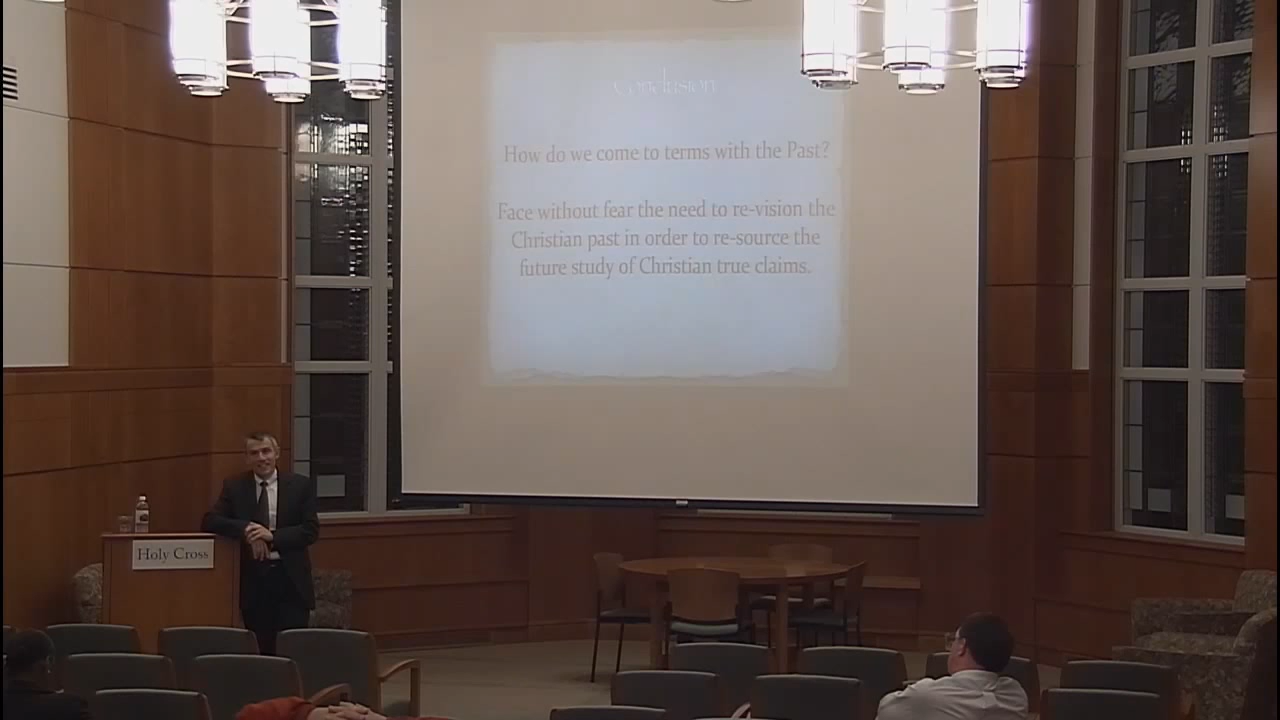 Conclusion
How do we come to terms with the Past?
Face without fear the need to re-vision the
Christian past in order to re-source the
future study of Christian true claims.
Holy Cross